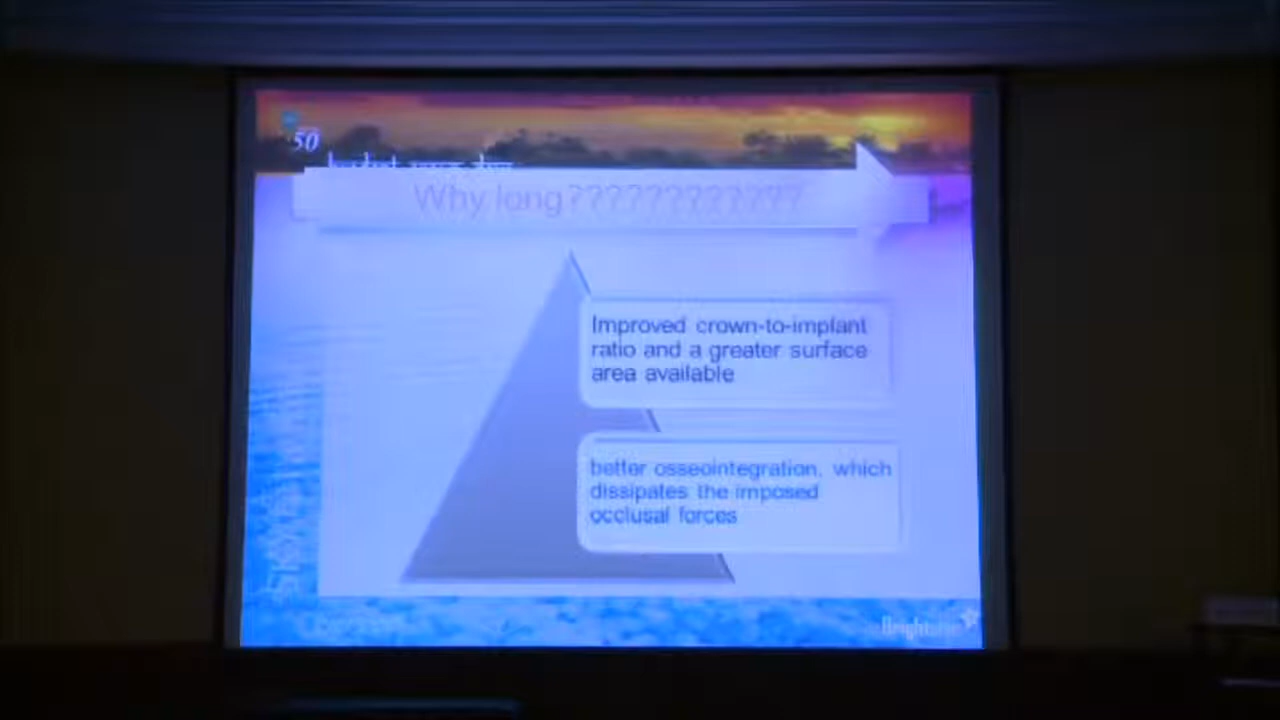 50
Why long????????????
Improved crown-to-implant
ratio and a greater surface
area available
better osseointegration, which
dissipates the imposed
occlusal forces
Bright